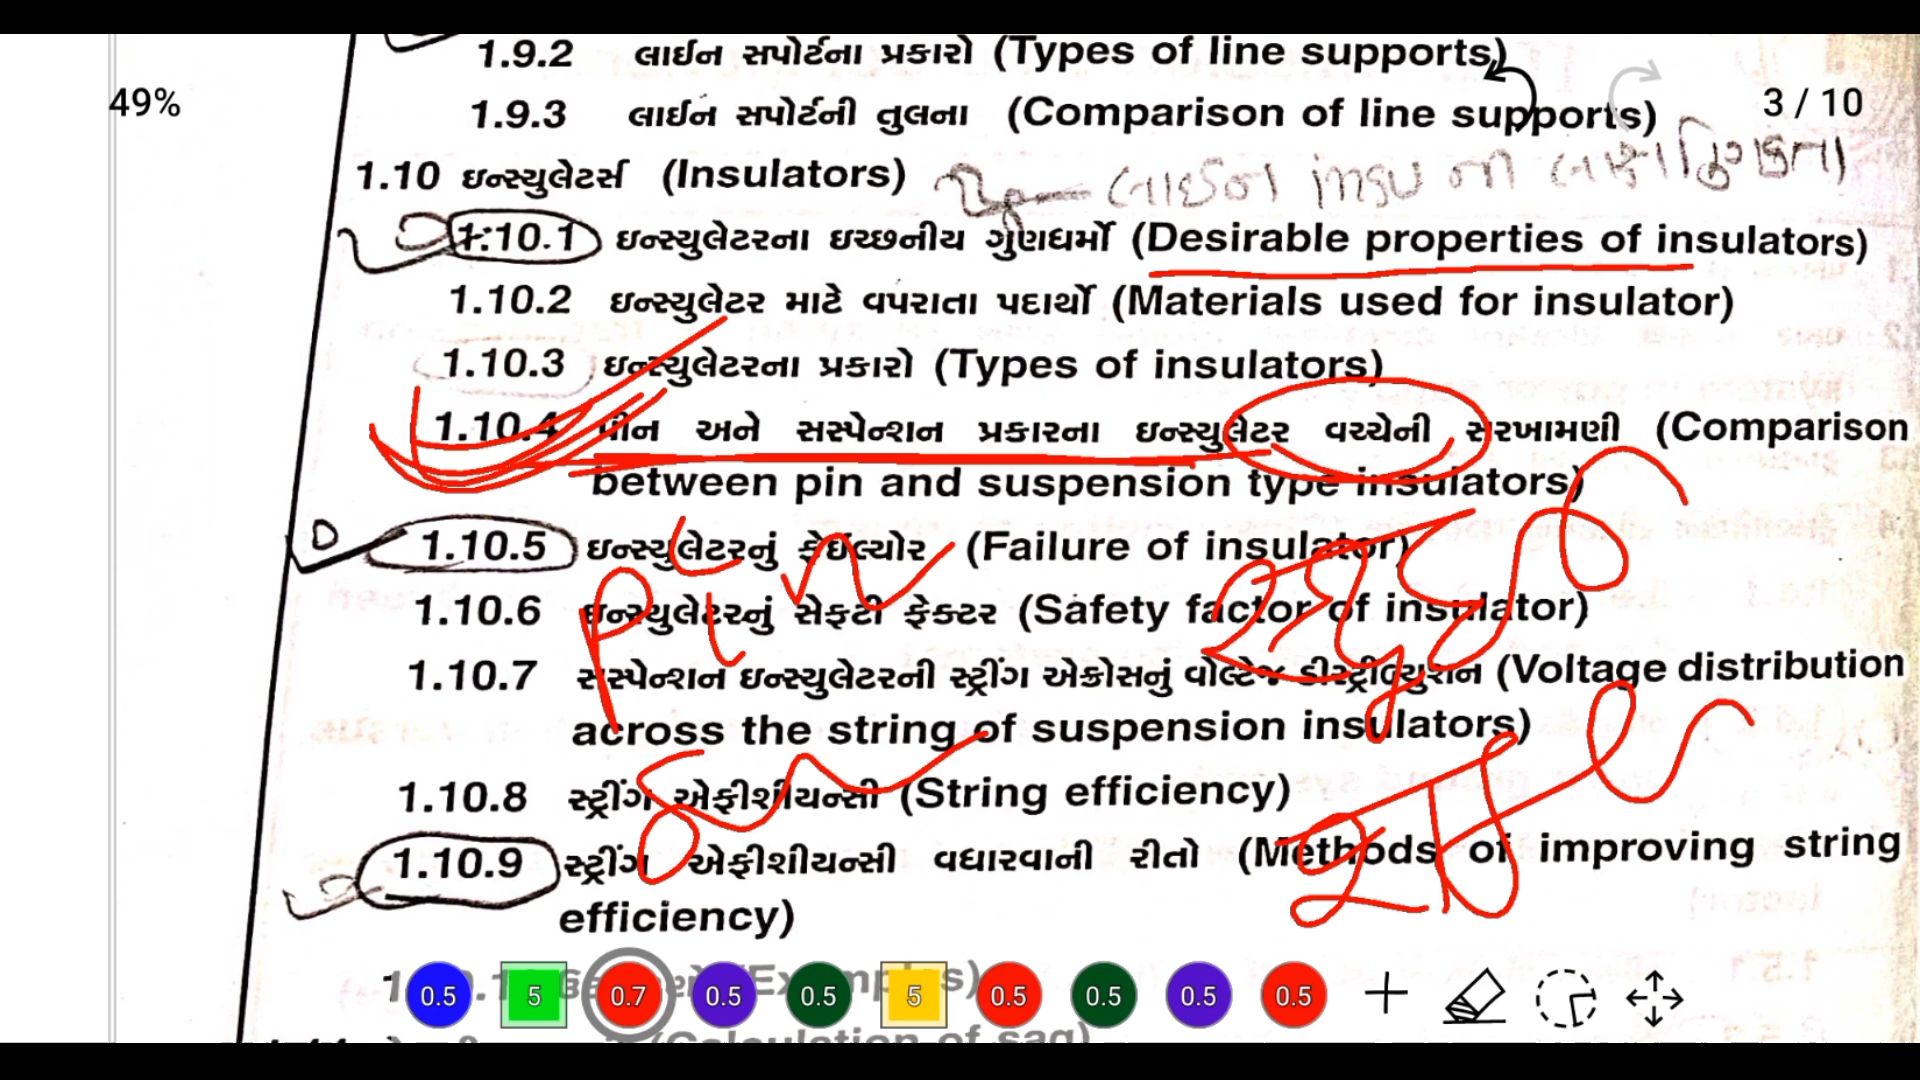 1.9.2 લાઈન સપોર્ટના પ્રકારો (Types of line supports)
49%
1.9.3 લાઈન સપોર્ટની તુલના (Comparison of line supports)
3 / 10
1.10 ઇન્સ્યુલેટર્સ (Insulators)
1.10.1 ઇન્સ્યુલેટરના ઇચ્છનીય ગુણધર્મો (Desirable properties of insulators)
1.10.2 ઇન્સ્યુલેટર માટે વપરાતા પદાર્થો (Materials used for insulator)
1.10.3 ઇન્સ્યુલેટરના પ્રકારો (Types of insulators)
1.10.4 પીન અને સસ્પેન્શન પ્રકારના ઇન્સ્યુલેટર વચ્ચેની સરખામણી (Comparison
between pin and suspension type insulators)
1.10.5 ઇન્સ્યુલેટરનું ફેઈલ્યોર (Failure of insulator)
1.10.6 ઇન્સ્યુલેટરનું સેફટી ફેક્ટર (Safety factor of insulator)
pin
1.10.7 સસ્પેન્શન ઇન્સ્યુલેટરની સ્ટ્રીંગ એક્રોસનું વોલ્ટેજ ડીસ્ટ્રીબ્યુશન (Voltage distribution
across the string of suspension insulators)
1.10.8 સ્ટ્રીંગ એફીશીયન્સી (String efficiency)
1.10.9 સ્ટ્રીંગ એફીશીયન્સી વધારવાની રીતો (Methods of improving string
efficiency)
0.5 5 0.7 0.5 0.5 5 0.5 0.5 0.5 0.5
(Calculation of sag)